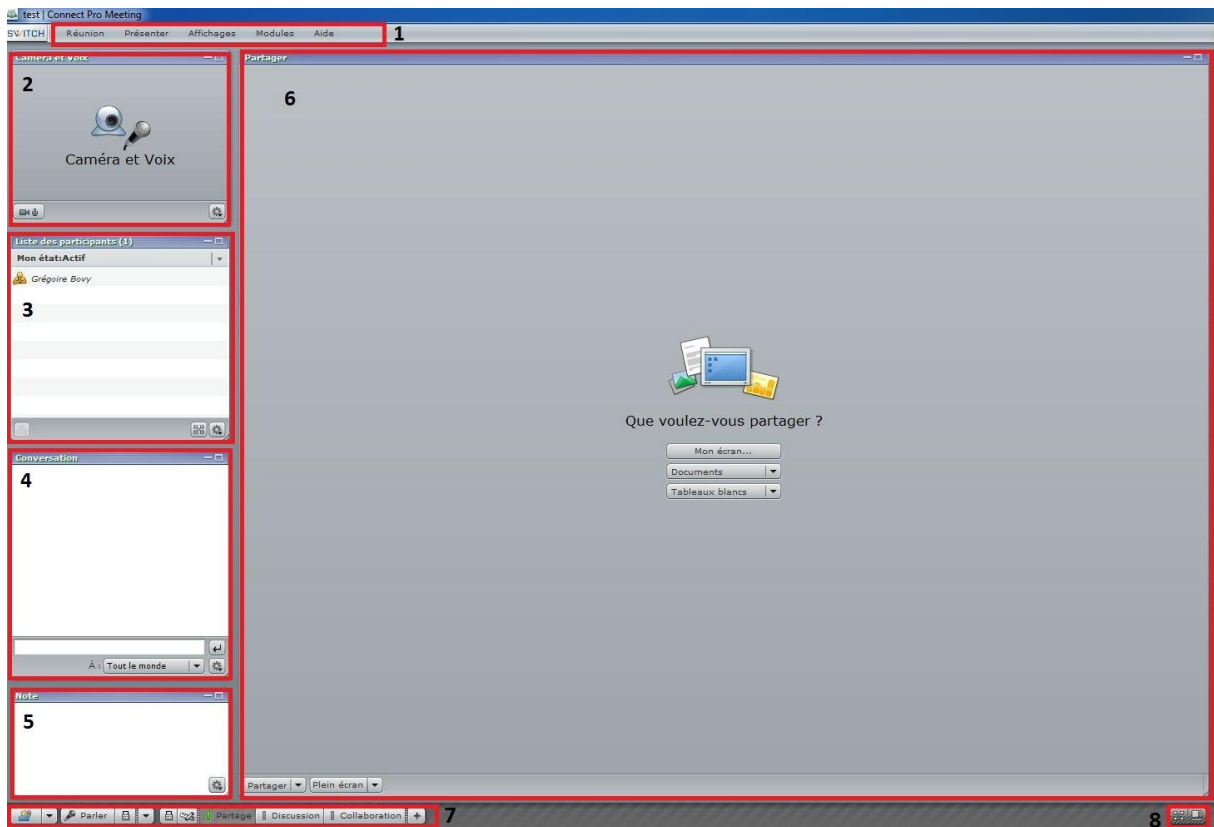 test | Connect Pro Meeting
SWITCH Réunion Présenter Affichages Modules Aide 1
Caméra et Voix
2
Caméra et Voix
Liste des participants (1)
Mon état:Actif
Grégoire Bovy
3
Conversation
4
À : Tout le monde
Note
5
Partager
6
Que voulez-vous partager ?
Mon écran...
Documents
Tableaux blancs
Partager Plein écran
Parler Partage Discussion Collaboration + 7
8